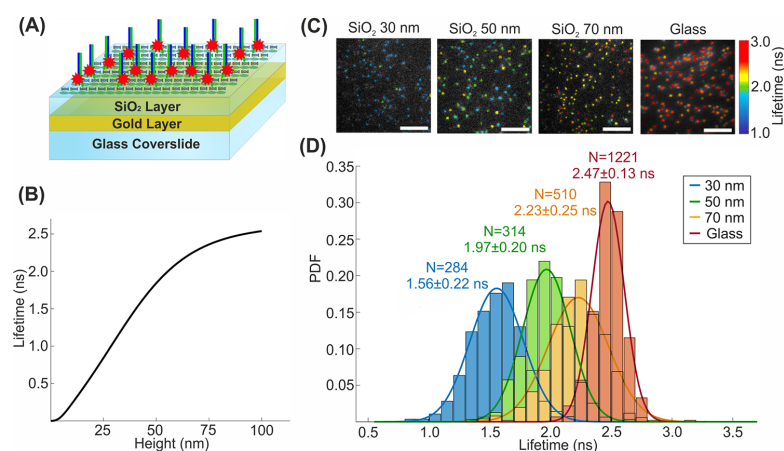 (A)
SiO₂ Layer
Gold Layer
Glass Coverslide
(B)
Lifetime (ns)
2.5
2.0
1.5
1.0
0.5
25
50
75
100
Height (nm)
(C)
SiO₂ 30 nm
SiO₂ 50 nm
SiO₂ 70 nm
Glass
3.0
2.0
1.0
Lifetime (ns)
(D)
PDF
0.35
0.30
0.25
0.20
0.15
0.10
0.05
N=1221
2.47±0.13 ns
N=510
2.23±0.25 ns
N=314
1.97±0.20 ns
N=284
1.56±0.22 ns
30 nm
50 nm
70 nm
Glass
0.5
1.0
1.5
2.0
2.5
3.0
3.5
Lifetime (ns)